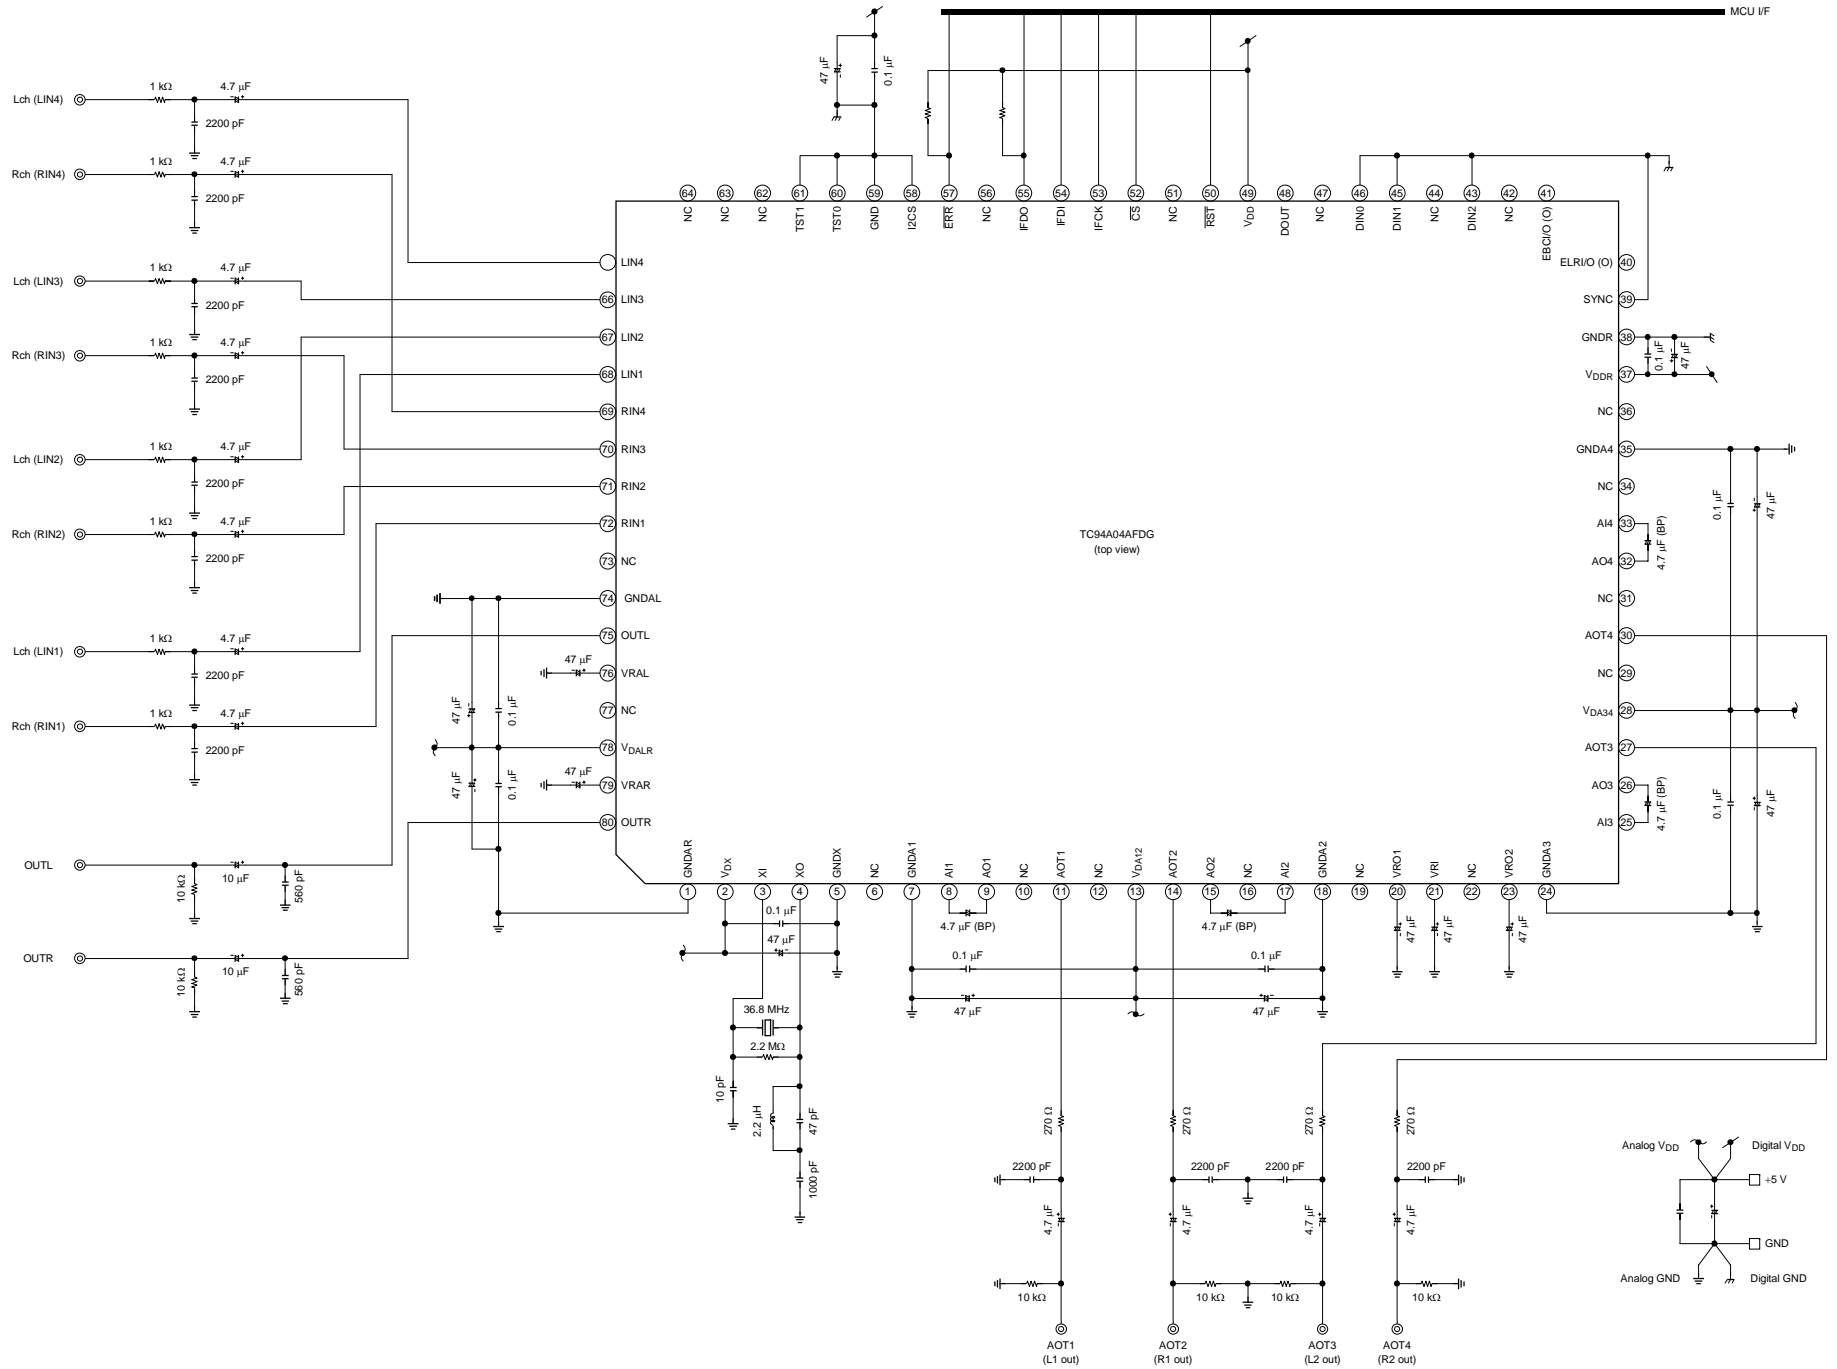 MCU I/F
47 μF
0.1 μF
Lch (LIN4)
1 kΩ
4.7 μF
2200 pF
Rch (RIN4)
1 kΩ
4.7 μF
2200 pF
Lch (LIN3)
1 kΩ
4.7 μF
2200 pF
Rch (RIN3)
1 kΩ
4.7 μF
2200 pF
Lch (LIN2)
1 kΩ
4.7 μF
2200 pF
Rch (RIN2)
1 kΩ
4.7 μF
2200 pF
Lch (LIN1)
1 kΩ
4.7 μF
2200 pF
Rch (RIN1)
1 kΩ
4.7 μF
2200 pF
OUTL
10 kΩ
10 μF
560 pF
OUTR
10 kΩ
10 μF
560 pF
64 NC
63 NC
62 NC
61 TST1
60 TST0
59 GND
58 I2CS
57 ERR
56 NC
55 IFDO
54 IFDI
53 IFCK
52 CS
51 NC
50 RST
49 VDD
48 DOUT
47 NC
46 DIN0
45 DIN1
44 NC
43 DIN2
42 NC
41 EBCI/O (O)
LIN4
66 LIN3
67 LIN2
68 LIN1
69 RIN4
70 RIN3
71 RIN2
72 RIN1
73 NC
74 GNDAL
75 OUTL
76 VRAL
77 NC
78 VDALR
79 VRAR
80 OUTR
47 μF
47 μF
47 μF
0.1 μF
47 μF
0.1 μF
TC94A04AFDG
(top view)
ELRI/O (O) 40
SYNC 39
GNDR 38
VDDR 37
NC 36
GNDA4 35
NC 34
AI4 33
AO4 32
NC 31
AOT4 30
NC 29
VDA34 28
AOT3 27
AO3 26
AI3 25
0.1 μF
47 μF
0.1 μF
47 μF
4.7 μF (BP)
4.7 μF (BP)
0.1 μF
47 μF
GNDAR 1
VDX 2
XI 3
XO 4
GNDX 5
NC 6
GNDA1 7
AI1 8
AO1 9
NC 10
AOT1 11
NC 12
VDA12 13
AOT2 14
AO2 15
NC 16
AI2 17
GNDA2 18
NC 19
VRO1 20
VRI 21
NC 22
VRO2 23
GNDA3 24
0.1 μF
47 μF
4.7 μF (BP)
4.7 μF (BP)
47 μF
47 μF
47 μF
0.1 μF
0.1 μF
47 μF
47 μF
36.8 MHz
2.2 MΩ
10 pF
2.2 μH
47 pF
1000 pF
270 Ω
270 Ω
270 Ω
270 Ω
2200 pF
2200 pF
2200 pF
2200 pF
4.7 μF
4.7 μF
4.7 μF
4.7 μF
10 kΩ
10 kΩ
10 kΩ
10 kΩ
AOT1
(L1 out)
AOT2
(R1 out)
AOT3
(L2 out)
AOT4
(R2 out)
Analog VDD
Digital VDD
+5 V
GND
Analog GND
Digital GND